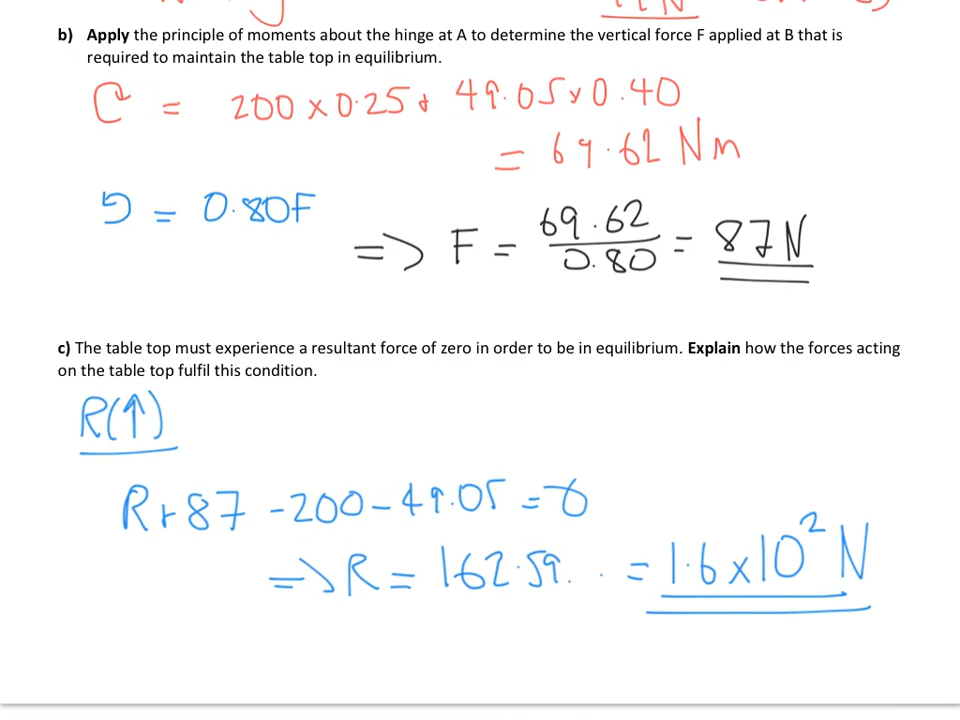 b) Apply the principle of moments about the hinge at A to determine the vertical force F applied at B that is
required to maintain the table top in equilibrium.
↻ = 200 x 0.25 + 49.05 x 0.40
= 69.62 Nm
↺ = 0.80F
=> F = 69.62/0.80 = 87N
c) The table top must experience a resultant force of zero in order to be in equilibrium. Explain how the forces acting
on the table top fulfil this condition.
R(↑)
R + 87 - 200 - 49.05 = 0
=> R = 162.59.. = 1.6 x 10² N